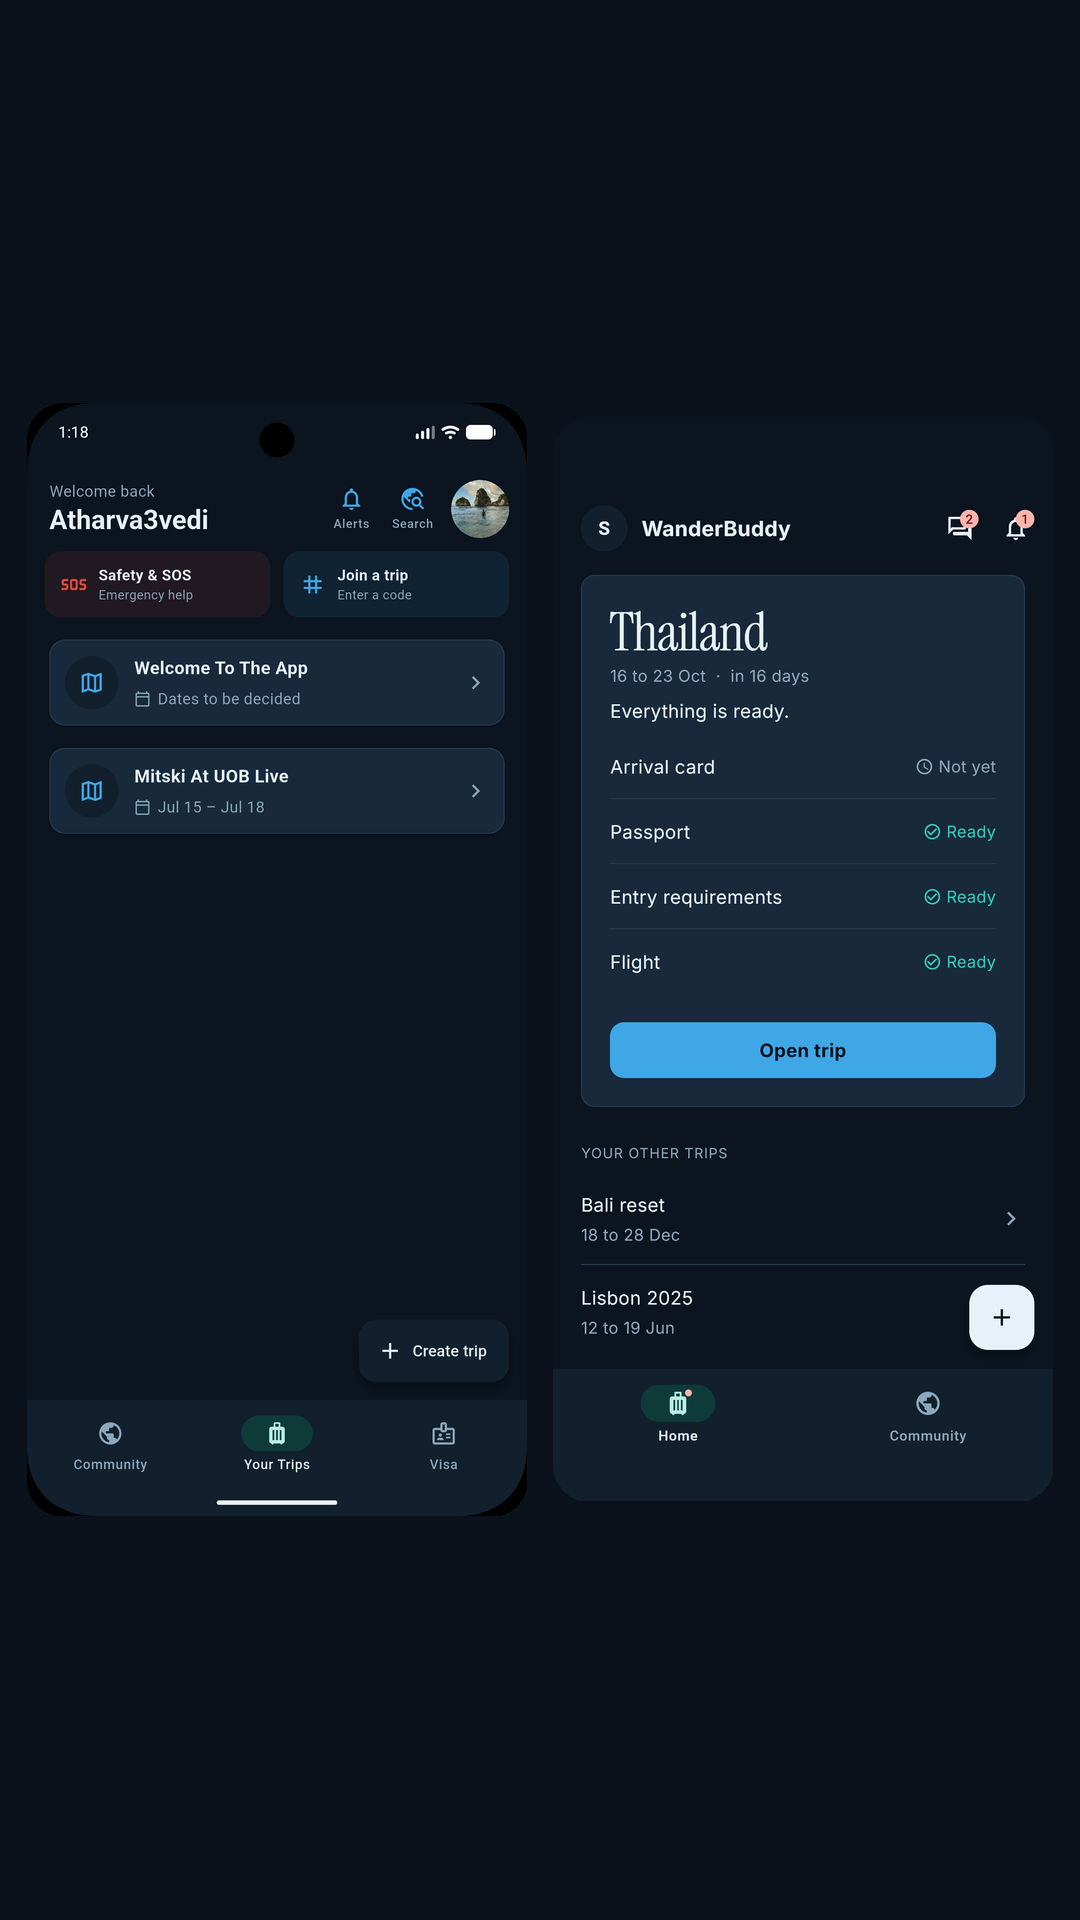 1:18
Welcome back
Atharva3vedi
Alerts
Search
SOS
Safety & SOS
Emergency help
Join a trip
Enter a code
Welcome To The App
Dates to be decided
Mitski At UOB Live
Jul 15 – Jul 18
Create trip
Community
Your Trips
Visa
S
WanderBuddy
2
1
Thailand
16 to 23 Oct · in 16 days
Everything is ready.
Arrival card
Not yet
Passport
Ready
Entry requirements
Ready
Flight
Ready
Open trip
YOUR OTHER TRIPS
Bali reset
18 to 28 Dec
Lisbon 2025
12 to 19 Jun
Home
Community